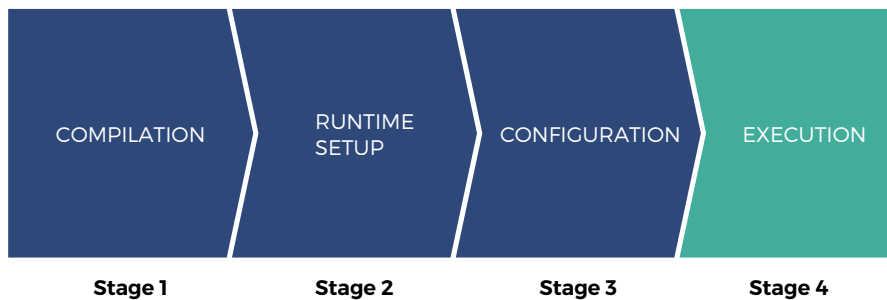 COMPILATION
RUNTIME
SETUP
CONFIGURATION
EXECUTION
Stage 1
Stage 2
Stage 3
Stage 4